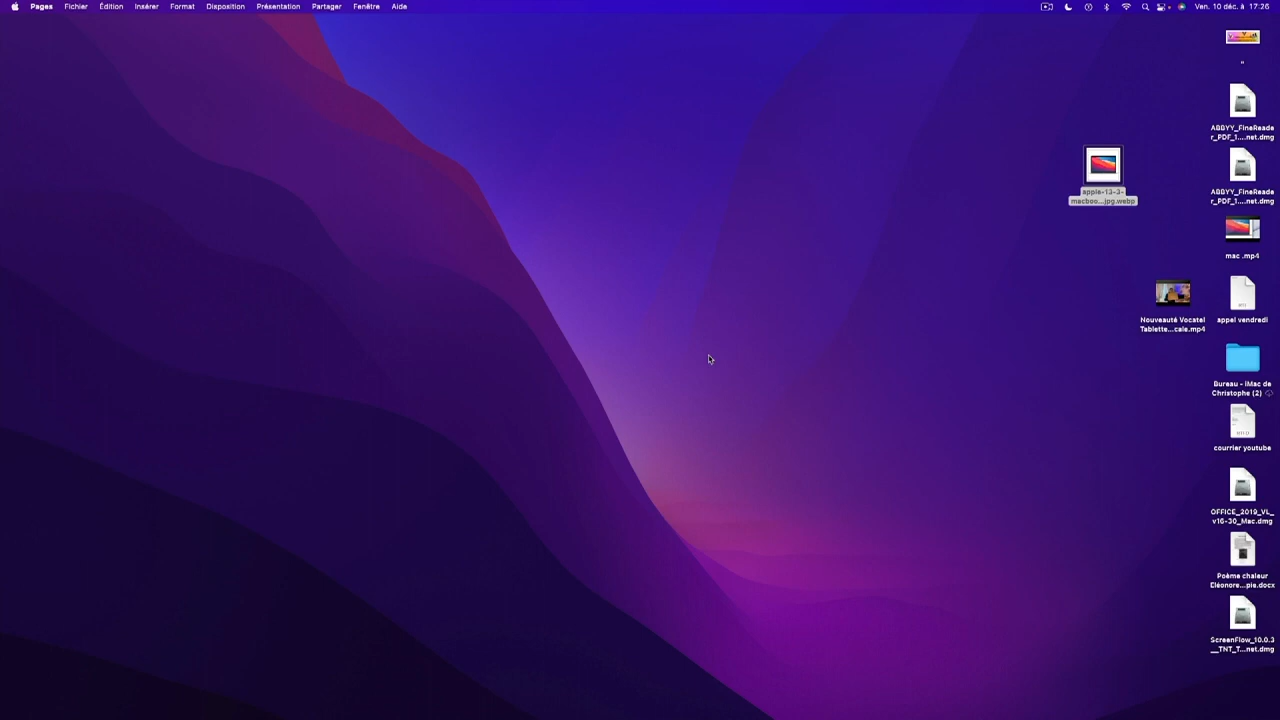 Pages Fichier Édition Insérer Format Disposition Présentation Partager Fenêtre Aide Ven. 10 déc. à 17:26
"
ABBYY_FineReade
r_PDF_1....net.dmg
apple-13-3-
macboo...jpg.webp
ABBYY_FineReade
r_PDF_1....net.dmg
mac .mp4
Nouveauté Vocatel
Tablette...cale.mp4
appel vendredi
Bureau - iMac de
Christophe (2)
courrier youtube
OFFICE_2019_VL_
v16-30_Mac.dmg
Poème chaleur
Eléonore...pie.docx
ScreenFlow_10.0.3
__TNT_T...net.dmg